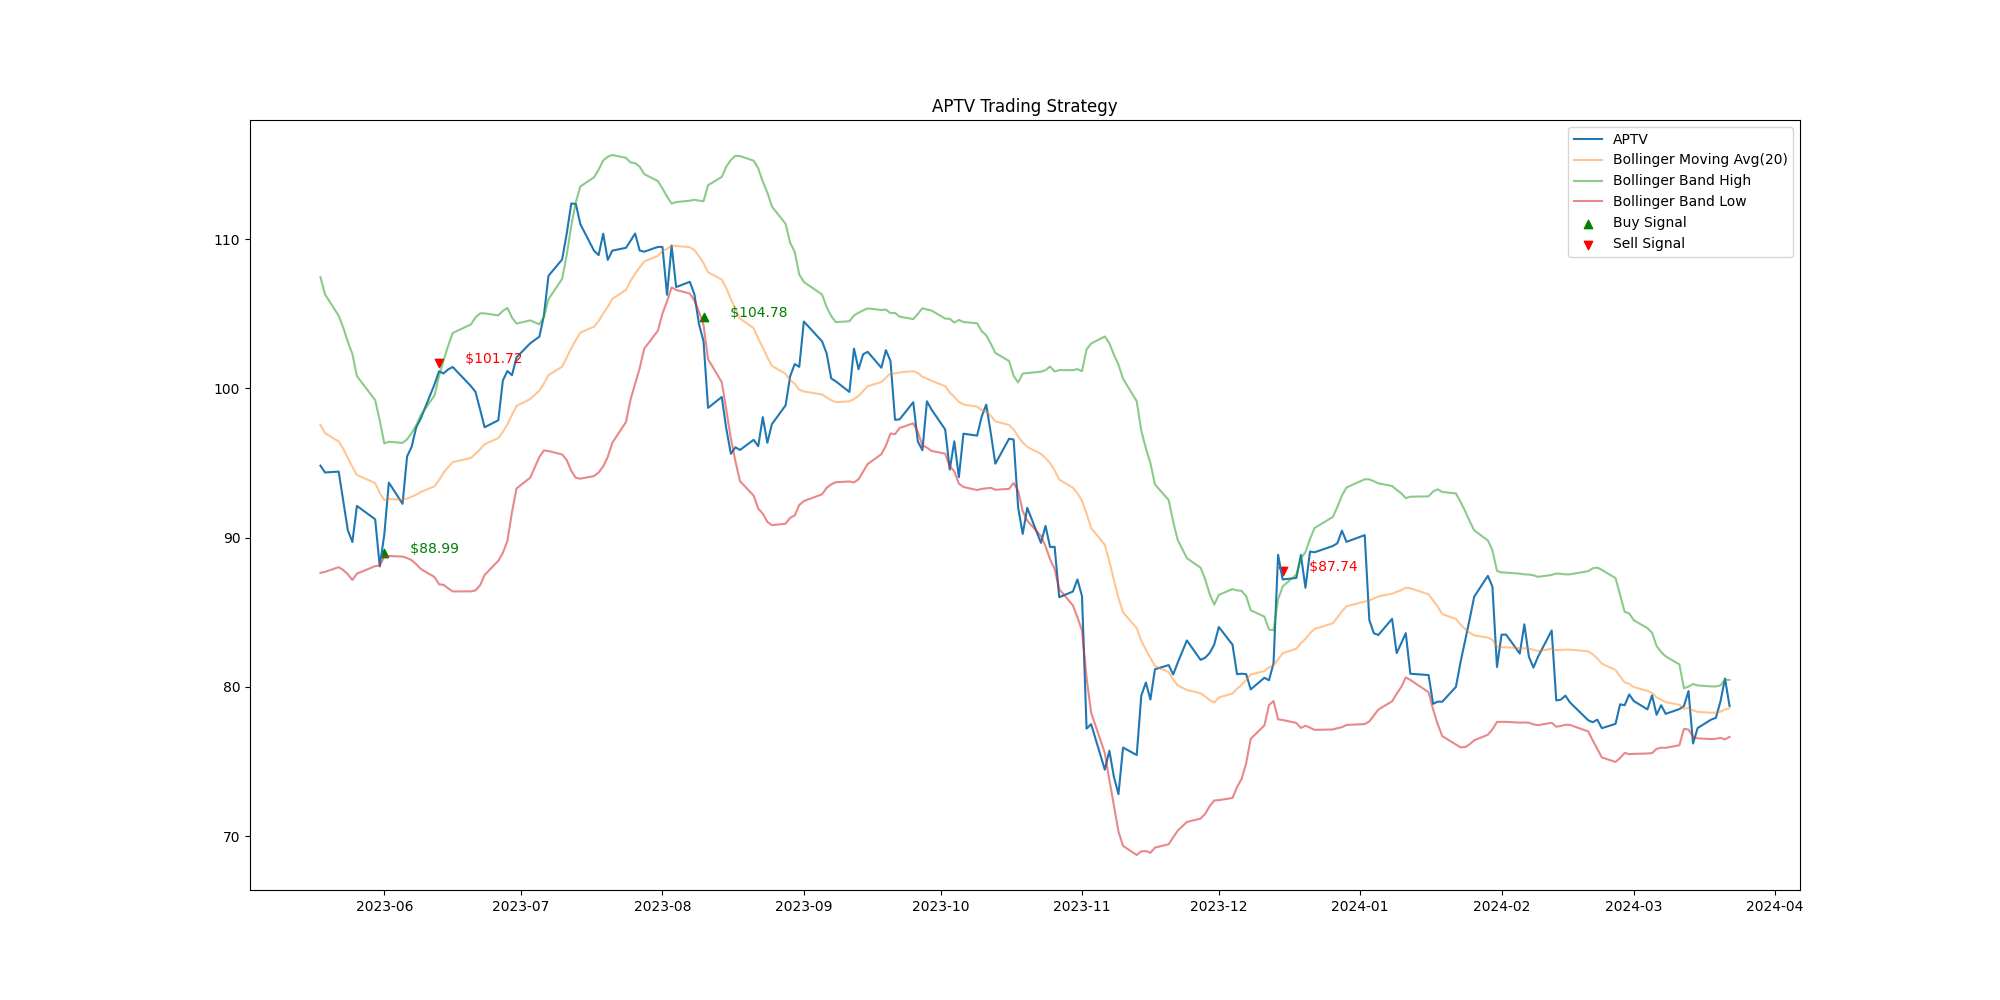 APTV Trading Strategy
APTV
Bollinger Moving Avg(20)
Bollinger Band High
Bollinger Band Low
Buy Signal
Sell Signal
110
100
90
80
70
$104.78
$101.72
$88.99
$87.74
2023-06 2023-07 2023-08 2023-09 2023-10 2023-11 2023-12 2024-01 2024-02 2024-03 2024-04